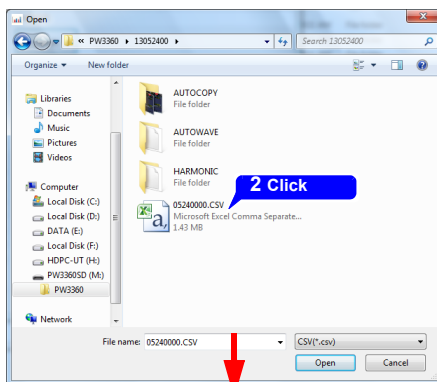 Open
« PW3360 ▸ 13052400 ▸ Search 13052400
Organize ▾ New folder
Libraries
Documents
Music
Pictures
Videos
Computer
Local Disk (C:)
Local Disk (D:)
DATA (E:)
Local Disk (F:)
HDPC-UT (H:)
PW3360SD (M:)
PW3360
Network
AUTOCOPY
File folder
AUTOWAVE
File folder
HARMONIC
File folder
2 Click
05240000.CSV
Microsoft Excel Comma Separate...
1.43 MB
File name: 05240000.CSV CSV(*.csv)
Open Cancel